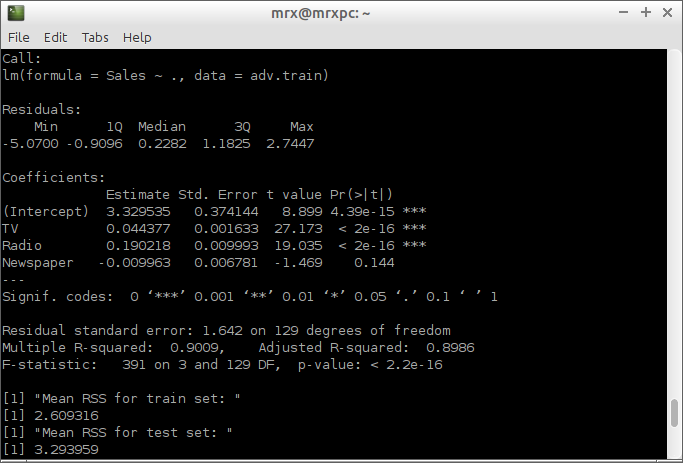 mrx@mrxpc: ~
File Edit Tabs Help
Call:
lm(formula = Sales ~ ., data = adv.train)
Residuals:
Min 1Q Median 3Q Max
-5.0700 -0.9096 0.2282 1.1825 2.7447
Coefficients:
Estimate Std. Error t value Pr(>|t|)
(Intercept) 3.329535 0.374144 8.899 4.39e-15 ***
TV 0.044377 0.001633 27.173 < 2e-16 ***
Radio 0.190218 0.009993 19.035 < 2e-16 ***
Newspaper -0.009963 0.006781 -1.469 0.144
---
Signif. codes: 0 ‘***’ 0.001 ‘**’ 0.01 ‘*’ 0.05 ‘.’ 0.1 ‘ ’ 1
Residual standard error: 1.642 on 129 degrees of freedom
Multiple R-squared: 0.9009, Adjusted R-squared: 0.8986
F-statistic: 391 on 3 and 129 DF, p-value: < 2.2e-16
[1] "Mean RSS for train set: "
[1] 2.609316
[1] "Mean RSS for test set: "
[1] 3.293959